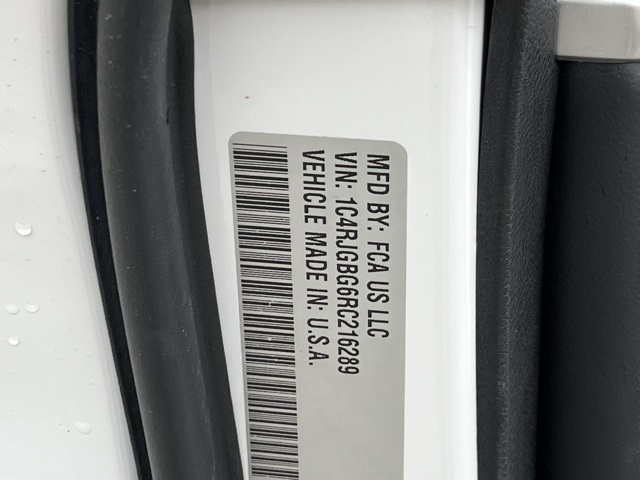 MFD BY: FCA US LLC
VIN: 1C4RJGBG6RC216289
VEHICLE MADE IN: U.S.A.